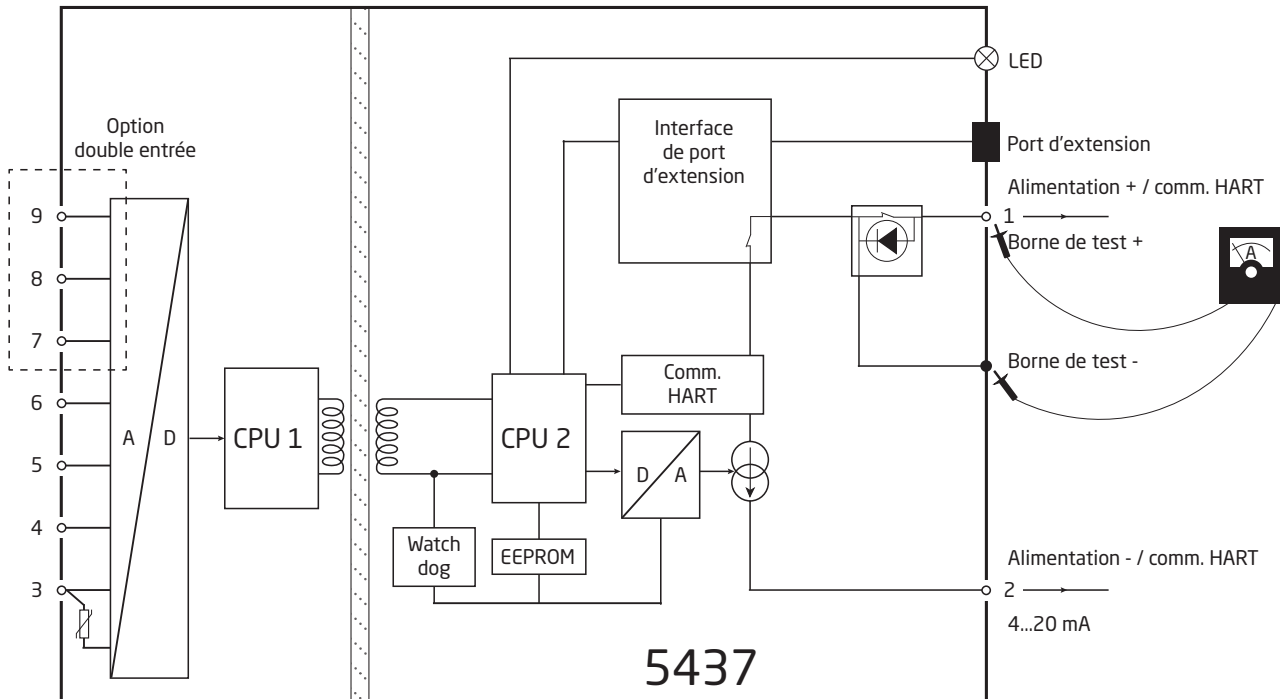 LED
Option
double entrée
Interface
de port
d'extension
Port d'extension
Alimentation + / comm. HART
9
1
Borne de test +
A
8
7
Borne de test -
Comm.
HART
6
A
D
CPU 1
CPU 2
5
D
A
4
Watch
dog
EEPROM
Alimentation - / comm. HART
3
2
4...20 mA
5437